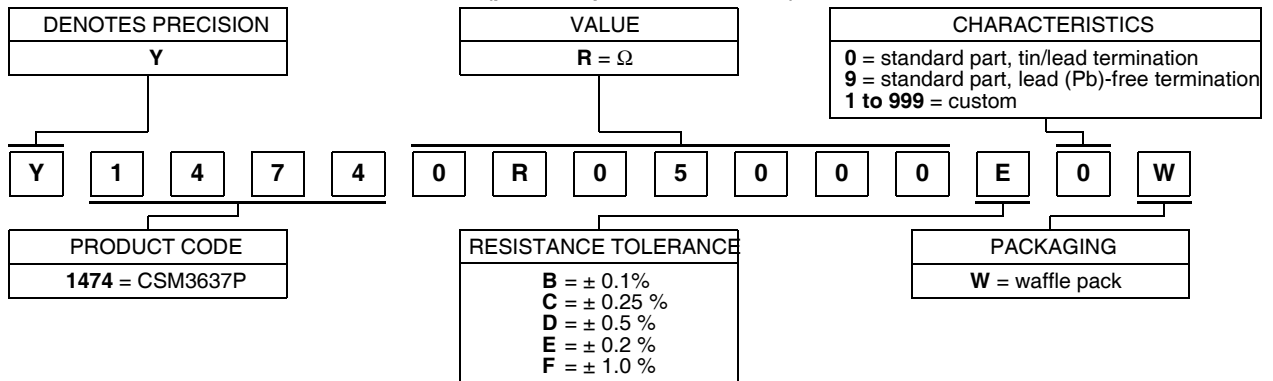 DENOTES PRECISION
Y
VALUE
R = Ω
CHARACTERISTICS
0 = standard part, tin/lead termination
9 = standard part, lead (Pb)-free termination
1 to 999 = custom
Y 1 4 7 4 0 R 0 5 0 0 0 E 0 W
PRODUCT CODE
1474 = CSM3637P
RESISTANCE TOLERANCE
B = ± 0.1%
C = ± 0.25 %
D = ± 0.5 %
E = ± 0.2 %
F = ± 1.0 %
PACKAGING
W = waffle pack